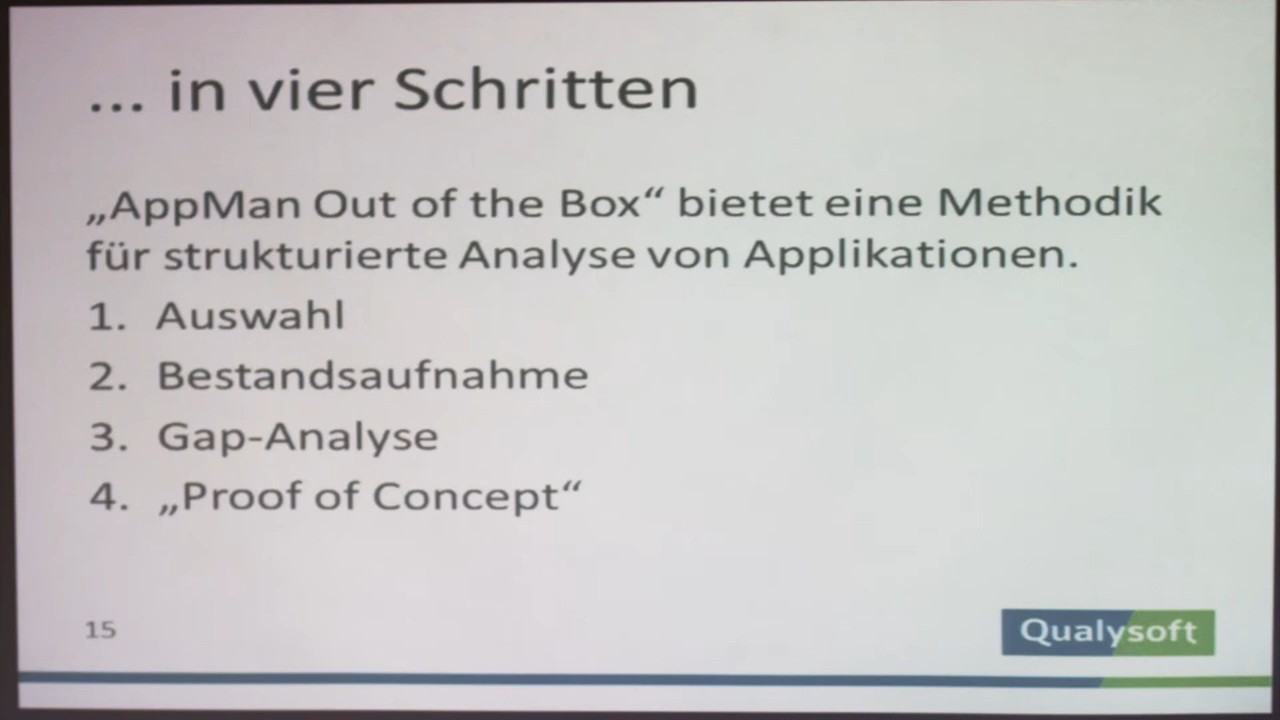 ... in vier Schritten
„AppMan Out of the Box“ bietet eine Methodik
für strukturierte Analyse von Applikationen.
1. Auswahl
2. Bestandsaufnahme
3. Gap-Analyse
4. „Proof of Concept“
15
Qualysoft